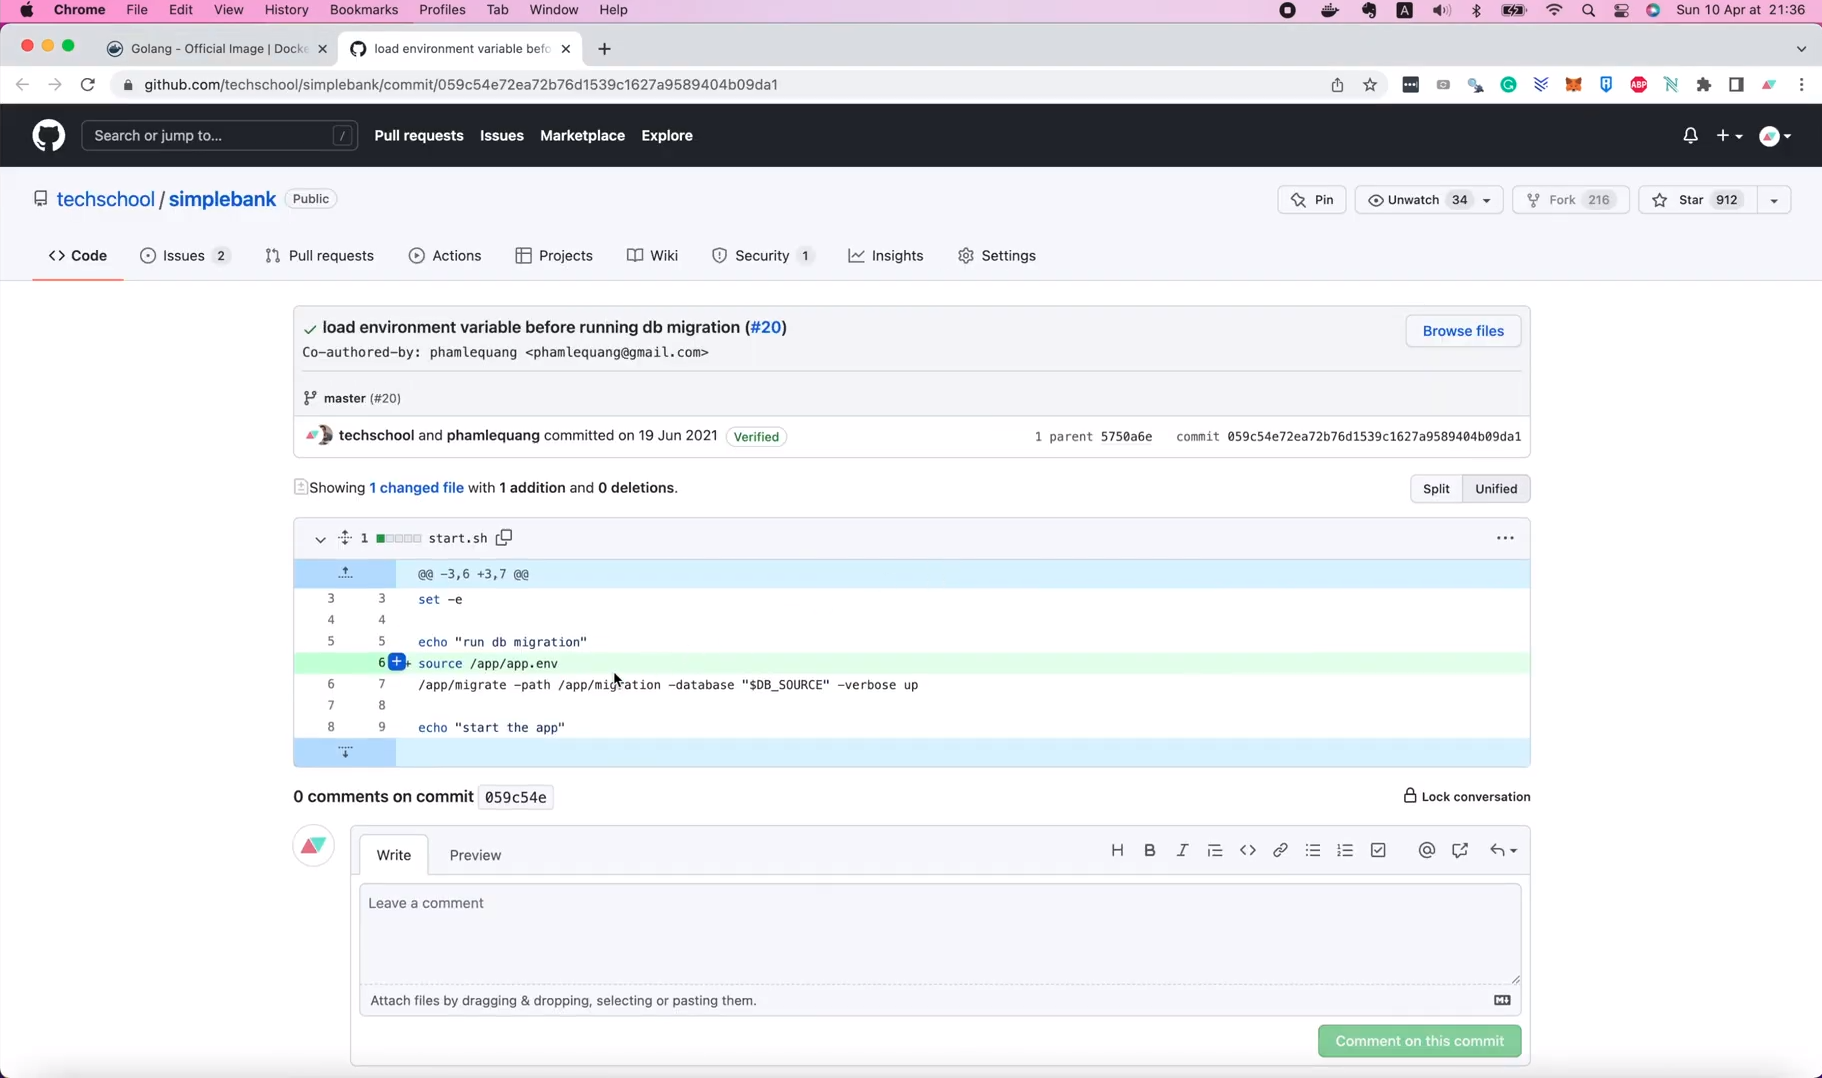 Chrome File Edit View History Bookmarks Profiles Tab Window Help A Sun 10 Apr at 21:36
Golang - Official Image | Docke
load environment variable befo
github.com/techschool/simplebank/commit/059c54e72ea72b76d1539c1627a9589404b09da1
ABP
Search or jump to... / Pull requests Issues Marketplace Explore
techschool / simplebank Public
Pin Unwatch 34 Fork 216 Star 912
Code Issues 2 Pull requests Actions Projects Wiki Security 1 Insights Settings
load environment variable before running db migration (#20)
Browse files
Co-authored-by: phamlequang <phamlequang@gmail.com>
master (#20)
techschool and phamlequang committed on 19 Jun 2021 Verified
1 parent 5750a6e commit 059c54e72ea72b76d1539c1627a9589404b09da1
Showing 1 changed file with 1 addition and 0 deletions.
Split Unified
1 start.sh
@@ -3,6 +3,7 @@
3 3 set -e
4 4
5 5 echo "run db migration"
6 + source /app/app.env
6 7 /app/migrate -path /app/migration -database "$DB_SOURCE" -verbose up
7 8
8 9 echo "start the app"
0 comments on commit 059c54e
Lock conversation
Write Preview
Leave a comment
Attach files by dragging & dropping, selecting or pasting them.
Comment on this commit